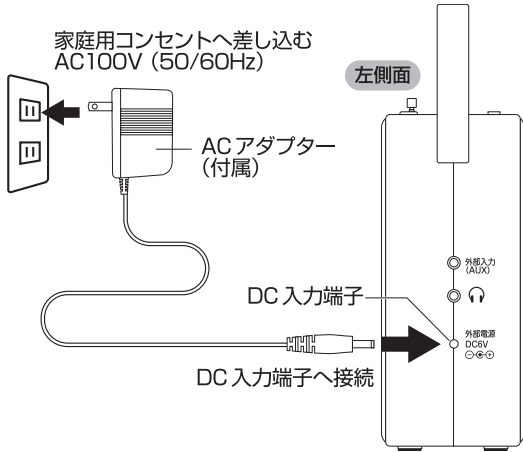 家庭用コンセントへ差し込む
AC100V（50/60Hz）
左側面
ACアダプター
（付属）
外部入力
(AUX)
DC入力端子
外部電源
DC6V
DC入力端子へ接続